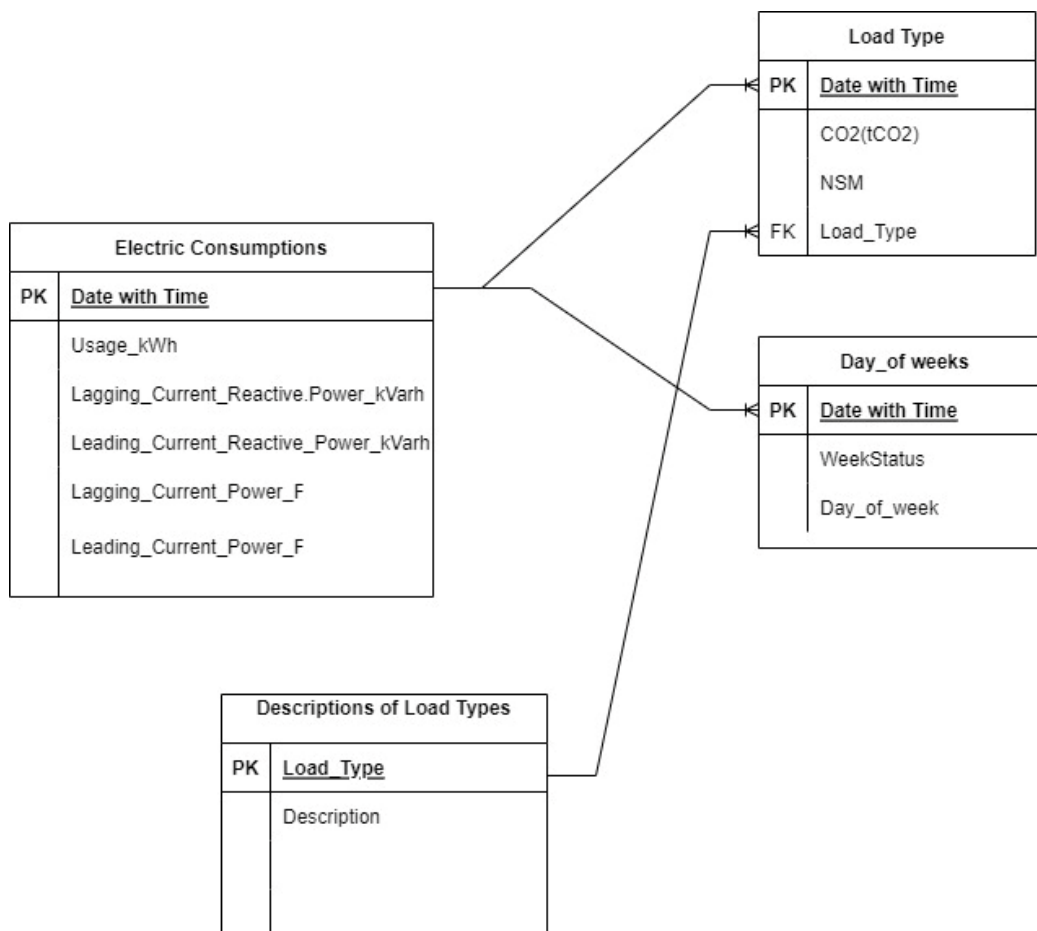 Load Type
PK Date with Time
CO2(tCO2)
NSM
FK Load_Type
Electric Consumptions
PK Date with Time
Usage_kWh
Lagging_Current_Reactive.Power_kVarh
Leading_Current_Reactive_Power_kVarh
Lagging_Current_Power_F
Leading_Current_Power_F
Day_of weeks
PK Date with Time
WeekStatus
Day_of_week
Descriptions of Load Types
PK Load_Type
Description